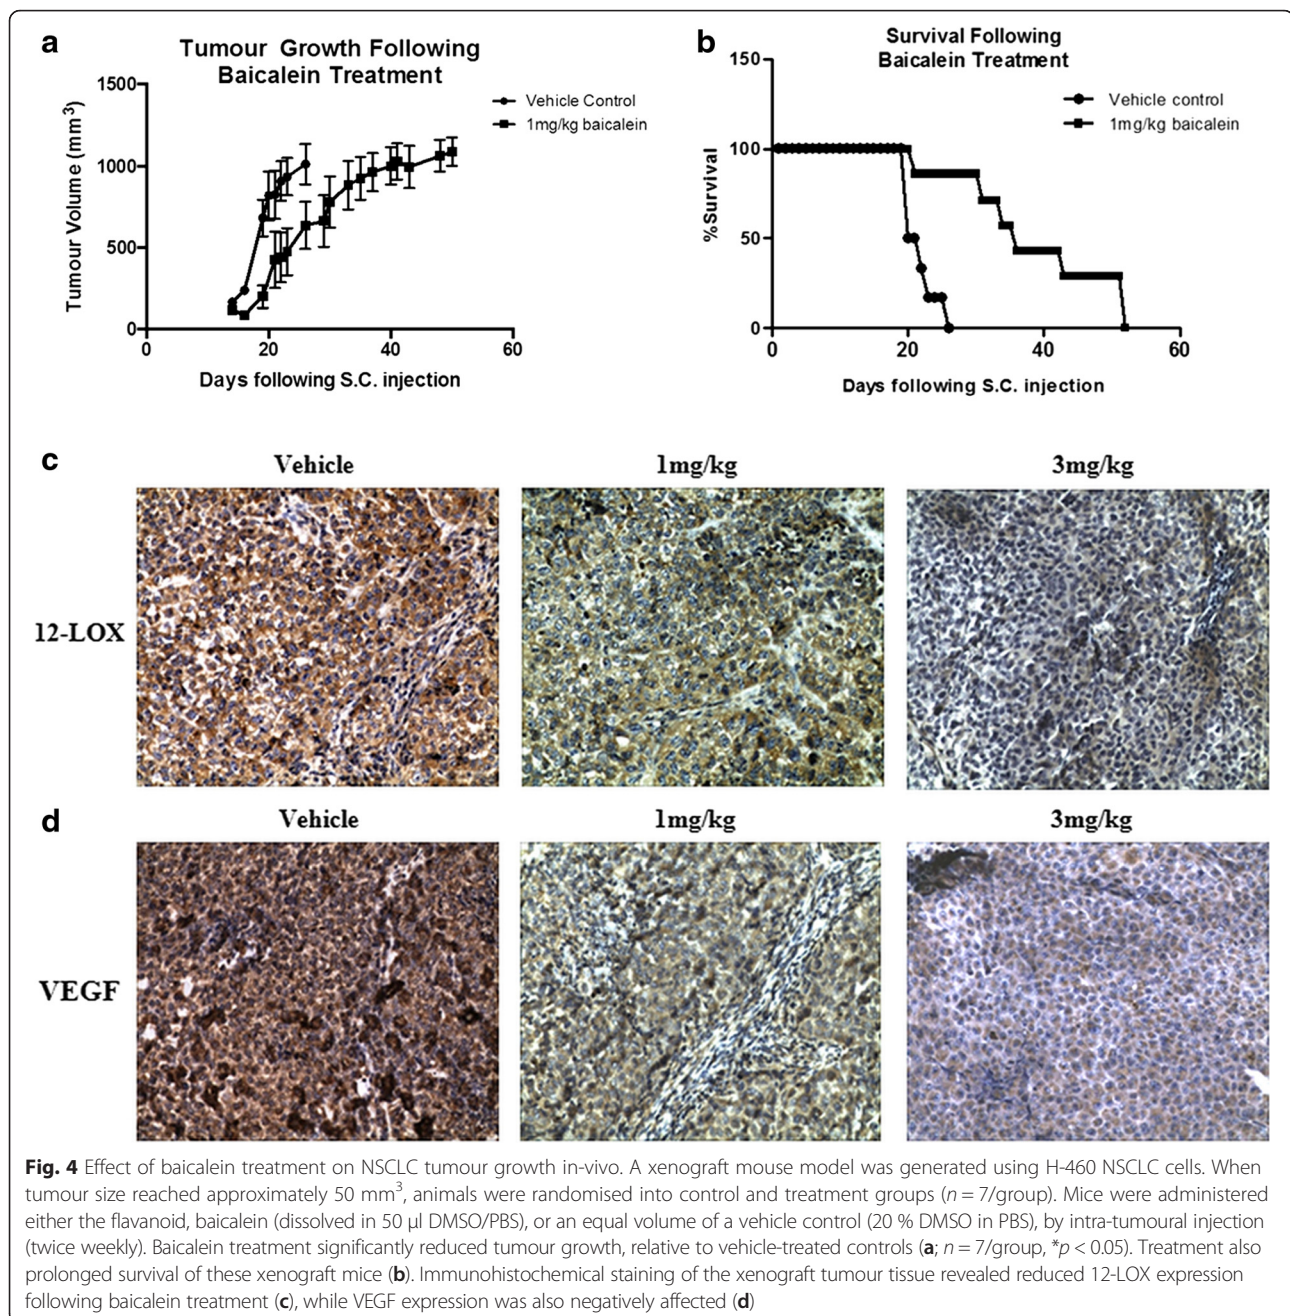 a
Tumour Growth Following
Baicalein Treatment
1500
1000
500
0
0
20
40
60
Tumour Volume (mm³)
Days following S.C. injection
Vehicle Control
1mg/kg baicalein
b
Survival Following
Baicalein Treatment
150
100
50
0
0
20
40
60
%Survival
Days following S.C. injection
Vehicle control
1mg/kg baicalein
c
Vehicle
1mg/kg
3mg/kg
12-LOX
d
Vehicle
1mg/kg
3mg/kg
VEGF
Fig. 4 Effect of baicalein treatment on NSCLC tumour growth in-vivo. A xenograft mouse model was generated using H-460 NSCLC cells. When
tumour size reached approximately 50 mm³, animals were randomised into control and treatment groups (n = 7/group). Mice were administered
either the flavanoid, baicalein (dissolved in 50 μl DMSO/PBS), or an equal volume of a vehicle control (20 % DMSO in PBS), by intra-tumoural injection
(twice weekly). Baicalein treatment significantly reduced tumour growth, relative to vehicle-treated controls (a; n = 7/group, *p < 0.05). Treatment also
prolonged survival of these xenograft mice (b). Immunohistochemical staining of the xenograft tumour tissue revealed reduced 12-LOX expression
following baicalein treatment (c), while VEGF expression was also negatively affected (d)